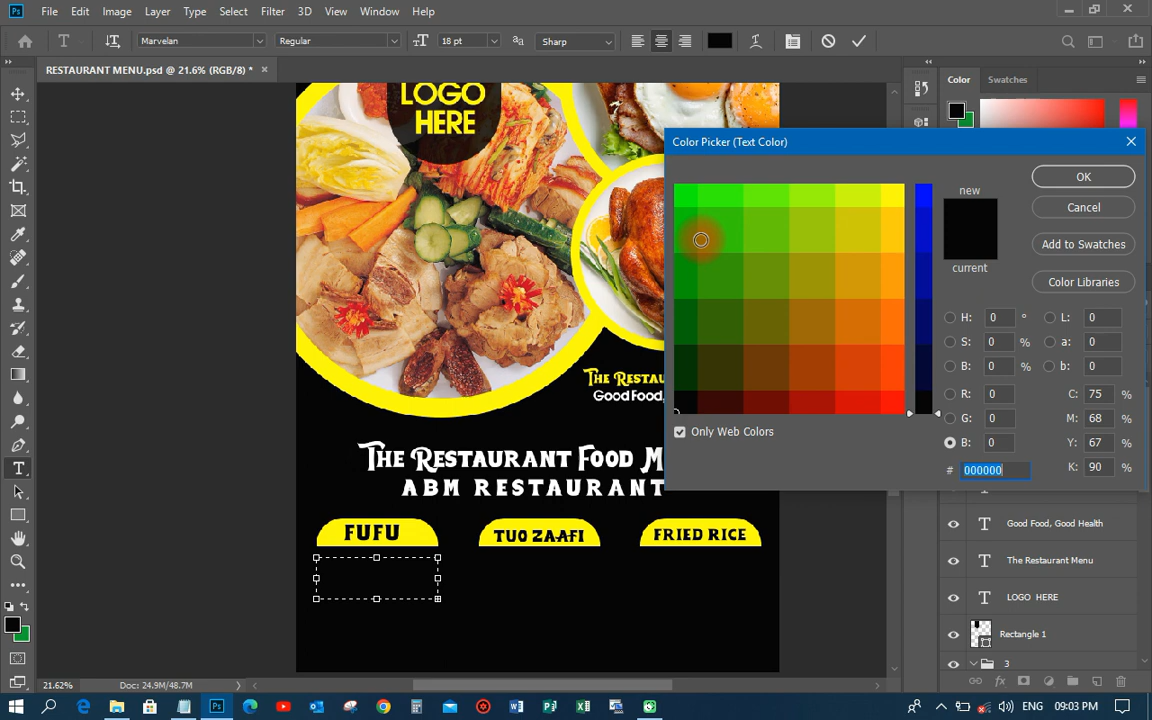 Ps File Edit Image Layer Type Select Filter 3D View Window Help
T Marvelan Regular 18 pt Sharp
RESTAURANT MENU.psd @ 21.6% (RGB/8) *
Color Swatches
LOGO
HERE
Color Picker (Text Color)
OK
new
Cancel
Add to Swatches
current
Color Libraries
H: 0 ° L: 0
S: 0 % a: 0
B: 0 % b: 0
R: 0 C: 75 %
G: 0 M: 68 %
B: 0 Y: 67 %
# 000000 K: 90 %
Only Web Colors
The Restau
Good Food,
The Restaurant Food M
ABM RESTAURANT
FUFU TUO ZAAFI FRIED RICE
Good Food, Good Health
The Restaurant Menu
LOGO HERE
Rectangle 1
3
21.62% Doc: 24.9M/48.7M
ENG 09:03 PM